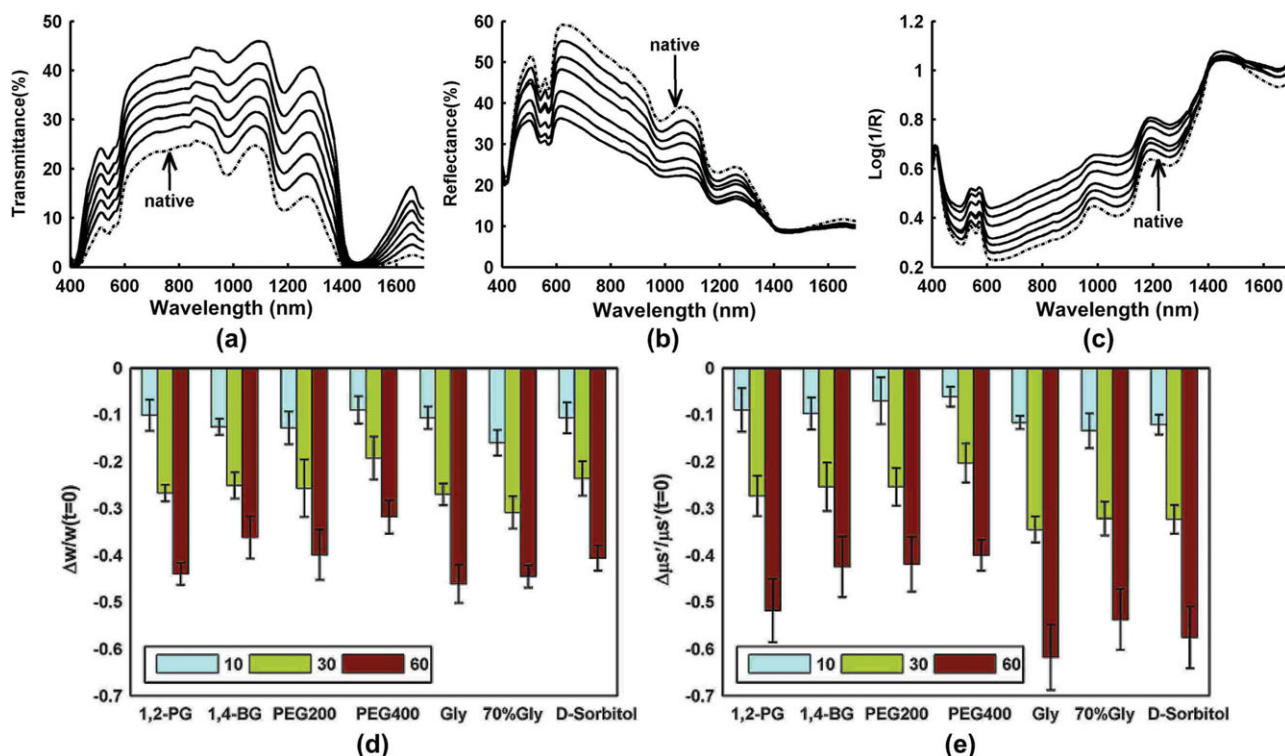 Transmittance(%)
50
40
30
20
10
0
native
400 600 800 1000 1200 1400 1600
Wavelength (nm)
(a)
Reflectance(%)
60
50
40
30
20
10
0
native
400 600 800 1000 1200 1400 1600
Wavelength (nm)
(b)
Log(1/R)
1.2
1
0.8
0.6
0.4
0.2
native
400 600 800 1000 1200 1400 1600
Wavelength (nm)
(c)
Δw/w(t=0)
0
-0.1
-0.2
-0.3
-0.4
-0.5
-0.6
-0.7
10 30 60
1,2-PG 1,4-BG PEG200 PEG400 Gly 70%Gly D-Sorbitol
(d)
Δμs'/μs'(t=0)
0
-0.1
-0.2
-0.3
-0.4
-0.5
-0.6
-0.7
10 30 60
1,2-PG 1,4-BG PEG200 PEG400 Gly 70%Gly D-Sorbitol
(e)